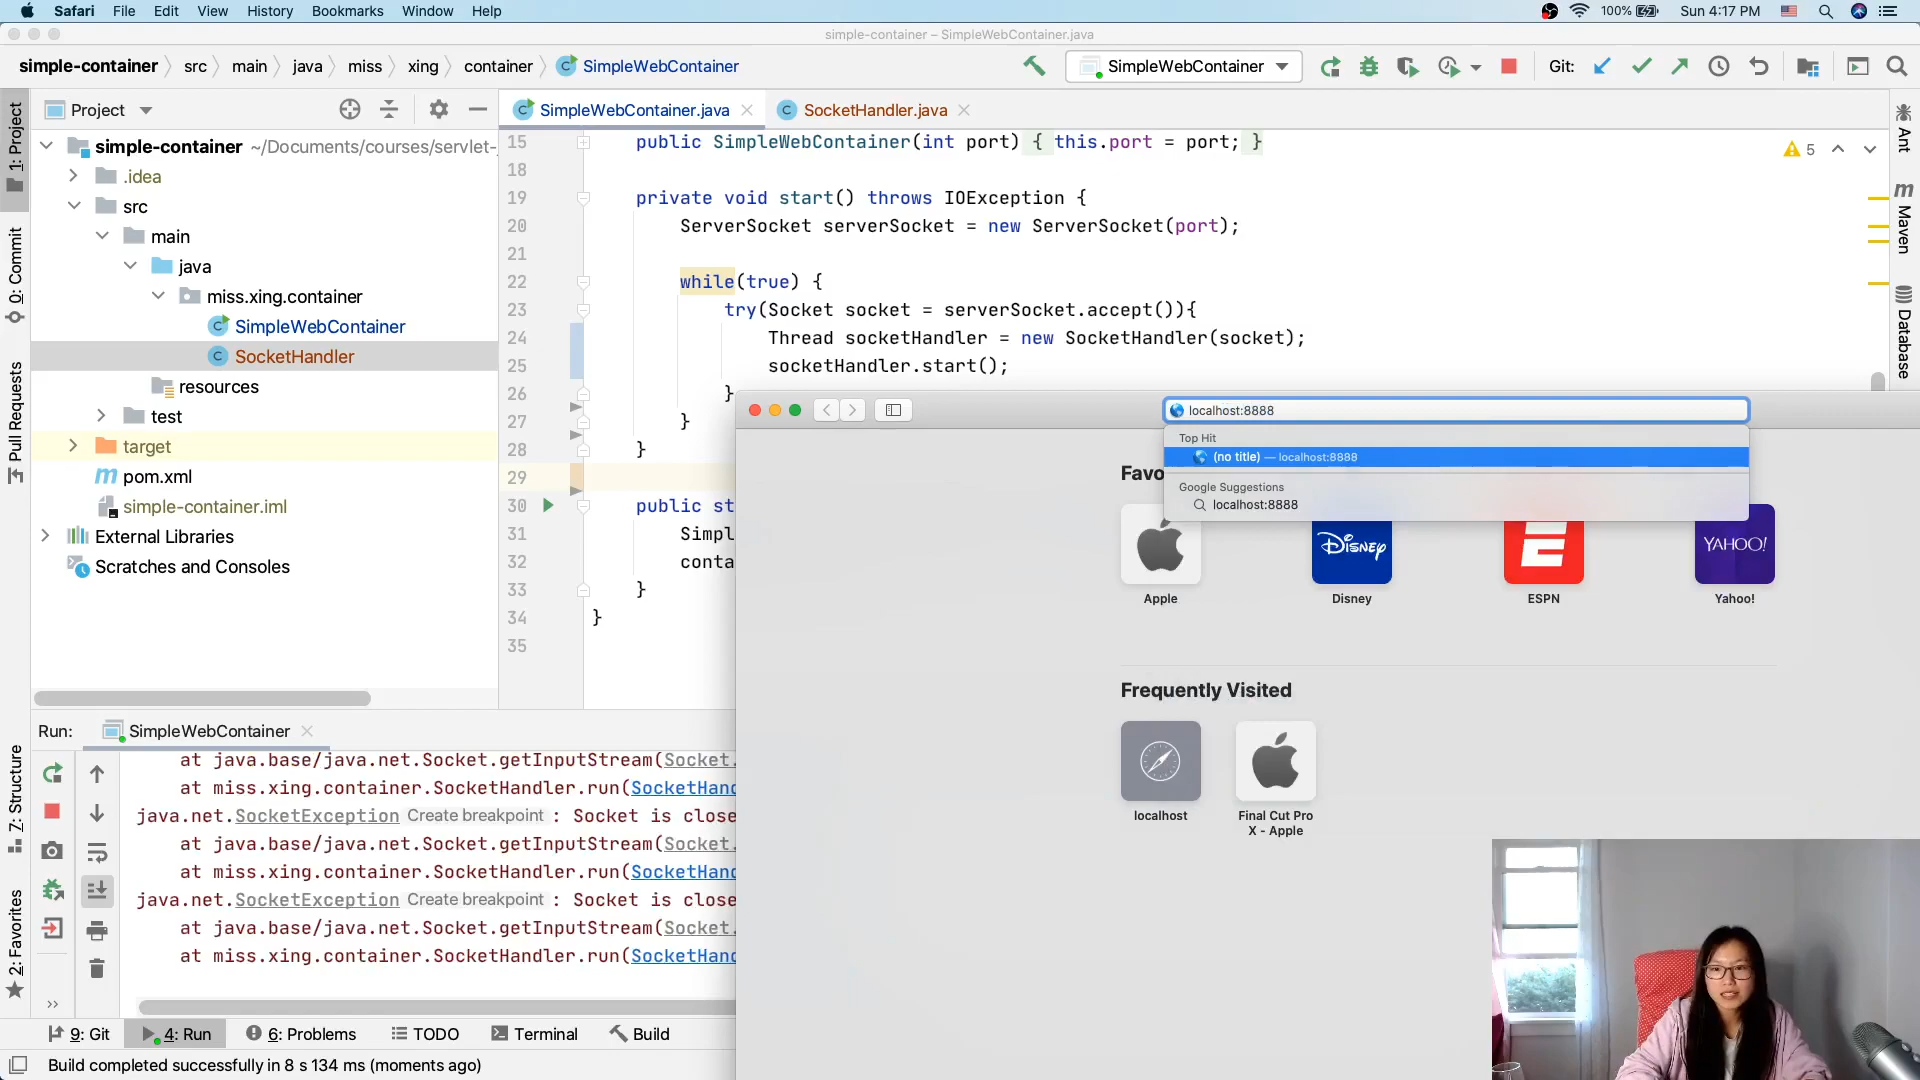 Safari File Edit View History Bookmarks Window Help 100% Sun 4:17 PM
simple-container – SimpleWebContainer.java
simple-container src main java miss xing container SimpleWebContainer SimpleWebContainer Git:
Project SimpleWebContainer.java SocketHandler.java
1: Project
0: Commit
Pull Requests
7: Structure
2: Favorites
simple-container ~/Documents/courses/servlet-
.idea
src
main
java
miss.xing.container
SimpleWebContainer
SocketHandler
resources
test
target
pom.xml
simple-container.iml
External Libraries
Scratches and Consoles
15 public SimpleWebContainer(int port) { this.port = port; }
18
19 private void start() throws IOException {
20 ServerSocket serverSocket = new ServerSocket(port);
21
22 while(true) {
23 try(Socket socket = serverSocket.accept()){
24 Thread socketHandler = new SocketHandler(socket);
25 socketHandler.start();
26 }
27 }
28 }
29
30 public st
31 Simpl
32 conta
33 }
34 }
35
5
Ant
m
Maven
Database
localhost:8888
Top Hit
(no title) — localhost:8888
Google Suggestions
localhost:8888
Favo
DISNEY
E
YAHOO!
Apple Disney ESPN Yahoo!
Frequently Visited
localhost Final Cut Pro
X - Apple
Run: SimpleWebContainer
at java.base/java.net.Socket.getInputStream(Socket.
at miss.xing.container.SocketHandler.run(SocketHand
java.net.SocketException Create breakpoint : Socket is close
at java.base/java.net.Socket.getInputStream(Socket.
at miss.xing.container.SocketHandler.run(SocketHand
java.net.SocketException Create breakpoint : Socket is close
at java.base/java.net.Socket.getInputStream(Socket.
at miss.xing.container.SocketHandler.run(SocketHand
9: Git 4: Run 6: Problems TODO Terminal Build
Build completed successfully in 8 s 134 ms (moments ago)